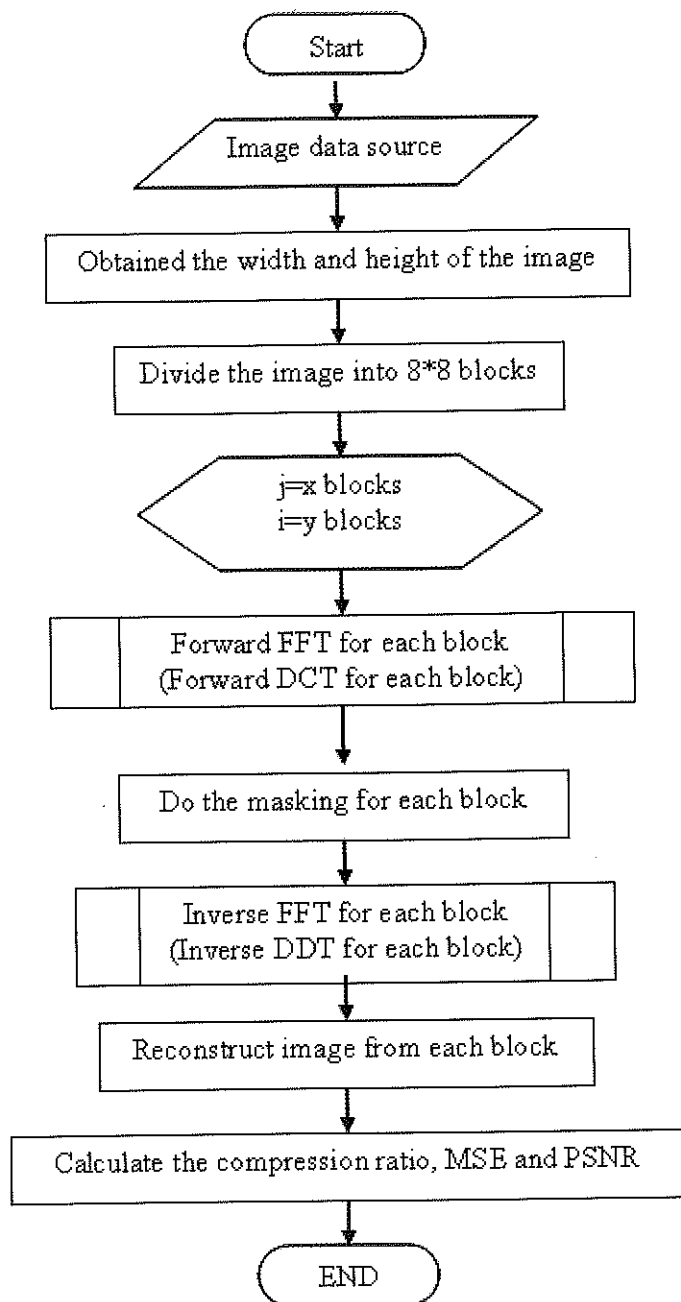 Start
Image data source
Obtained the width and height of the image
Divide the image into 8*8 blocks
j=x blocks
i=y blocks
Forward FFT for each block
(Forward DCT for each block)
Do the masking for each block
Inverse FFT for each block
(Inverse DDT for each block)
Reconstruct image from each block
Calculate the compression ratio, MSE and PSNR
END